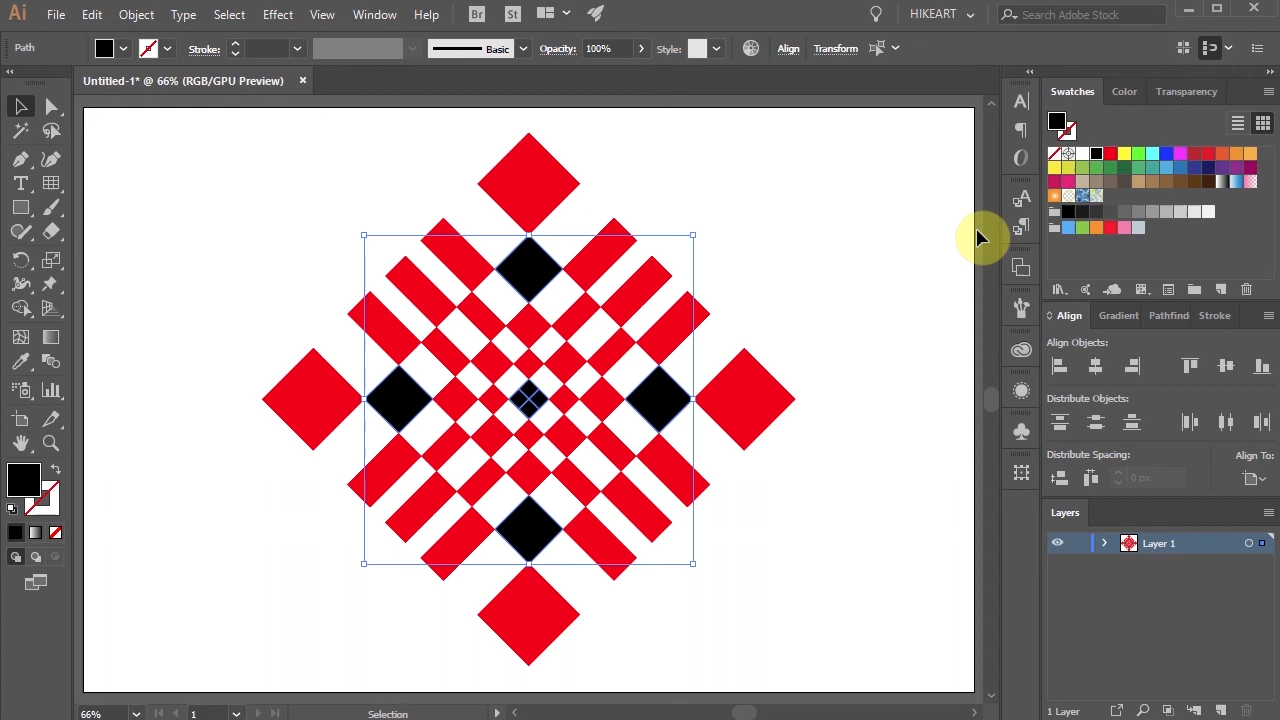 Ai File Edit Object Type Select Effect View Window Help Br St HIKEART Search Adobe Stock
Path Stroke: Basic Opacity: 100% Style: Align Transform
Untitled-1* @ 66% (RGB/GPU Preview)
Swatches Color Transparency
Align Gradient Pathfind Stroke
Align Objects:
Distribute Objects:
Distribute Spacing: Align To:
0 px
Layers
Layer 1
1 Layer
66% 1 Selection